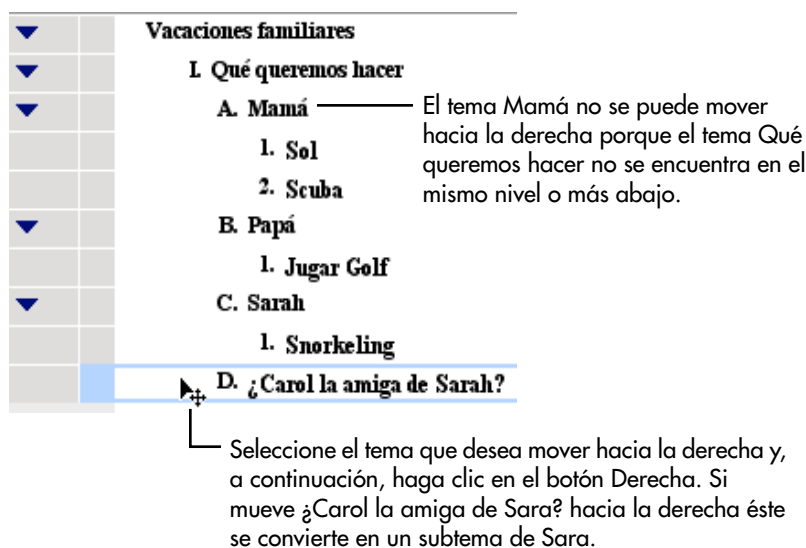 Vacaciones familiares
I. Qué queremos hacer
A. Mamá
El tema Mamá no se puede mover
hacia la derecha porque el tema Qué
queremos hacer no se encuentra en el
mismo nivel o más abajo.
1. Sol
2. Scuba
B. Papá
1. Jugar Golf
C. Sarah
1. Snorkeling
D. ¿Carol la amiga de Sarah?
Seleccione el tema que desea mover hacia la derecha y,
a continuación, haga clic en el botón Derecha. Si
mueve ¿Carol la amiga de Sara? hacia la derecha éste
se convierte en un subtema de Sara.